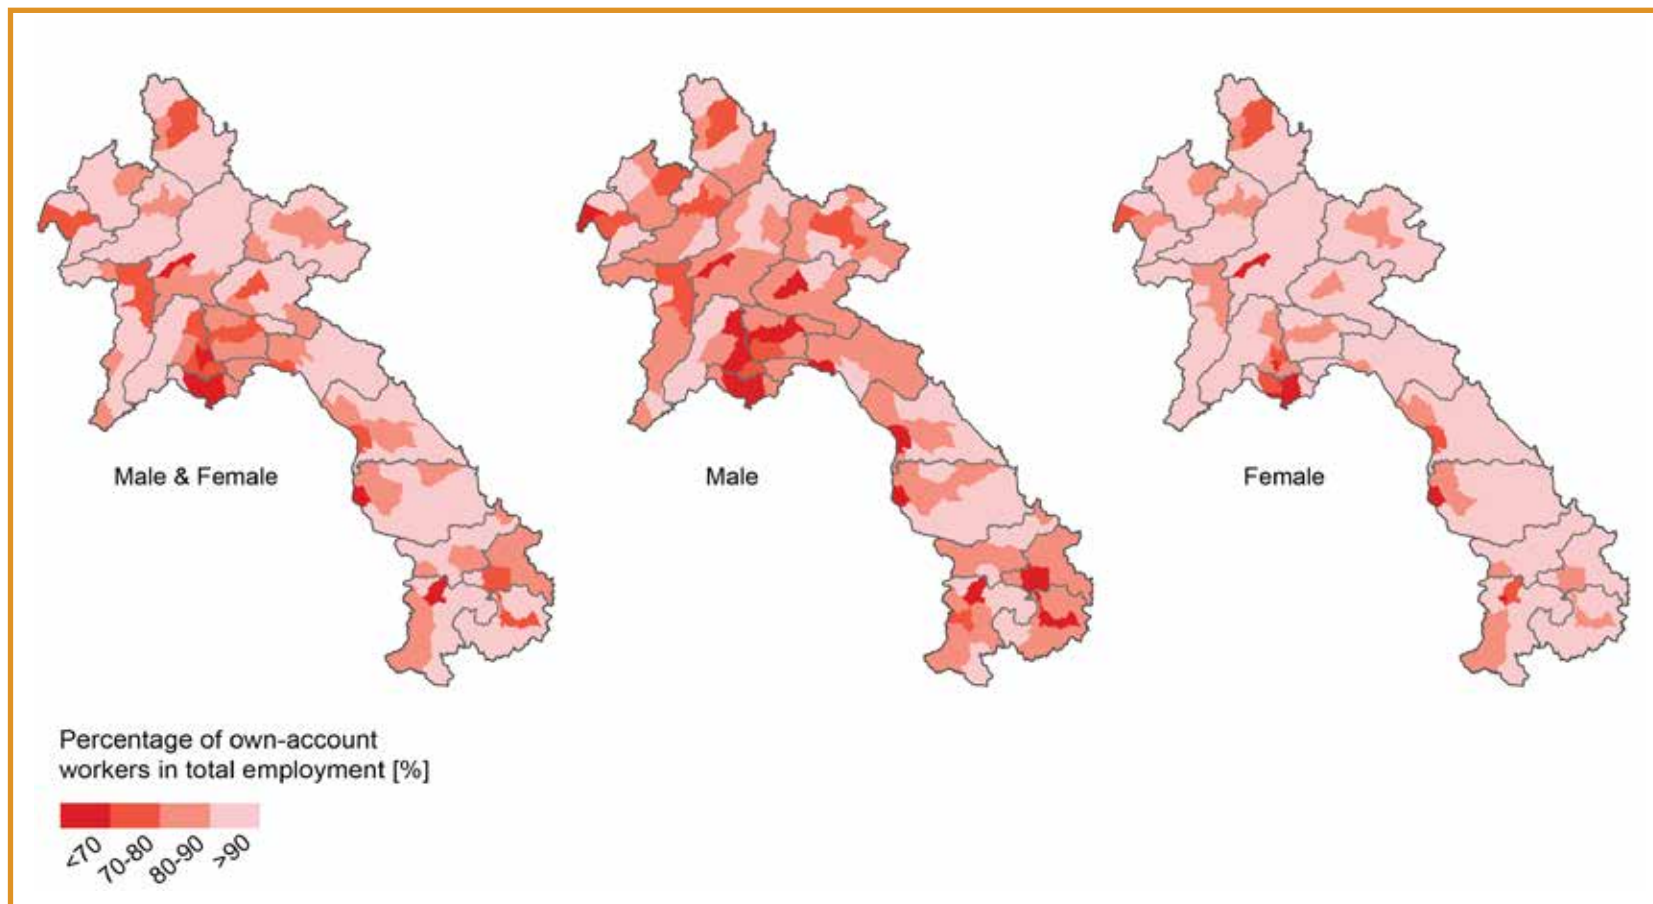 Male & Female
Male
Female
Percentage of own-account
workers in total employment [%]
<70
70-80
80-90
>90